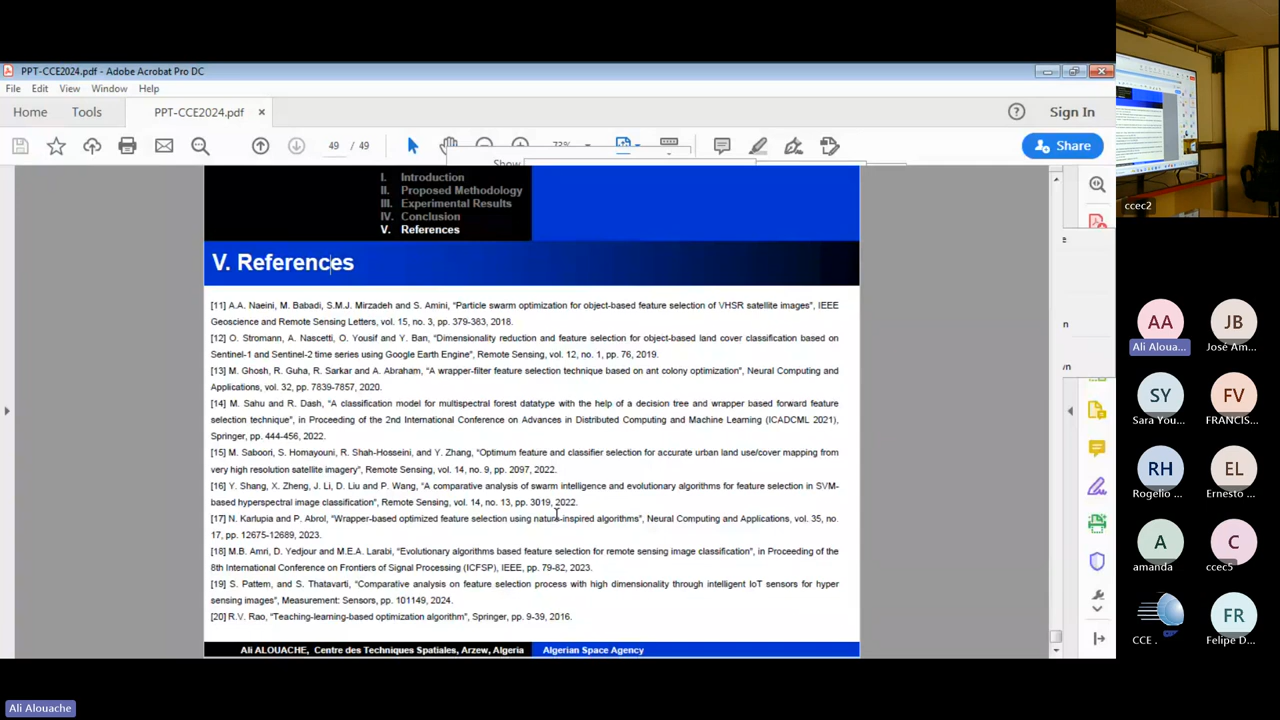 PPT-CCE2024.pdf - Adobe Acrobat Pro DC
File Edit View Window Help
Home Tools PPT-CCE2024.pdf × ? Sign In
49 / 49 72% Share
Show
I. Introduction
II. Proposed Methodology
III. Experimental Results
IV. Conclusion
V. References
V. References
[11] A.A. Naeini, M. Babadi, S.M.J. Mirzadeh and S. Amini, “Particle swarm optimization for object-based feature selection of VHSR satellite images”, IEEE
Geoscience and Remote Sensing Letters, vol. 15, no. 3, pp. 379-383, 2018.
[12] O. Stromann, A. Nascetti, O. Yousif and Y. Ban, “Dimensionality reduction and feature selection for object-based land cover classification based on
Sentinel-1 and Sentinel-2 time series using Google Earth Engine”, Remote Sensing, vol. 12, no. 1, pp. 76, 2019.
[13] M. Ghosh, R. Guha, R. Sarkar and A. Abraham, “A wrapper-filter feature selection technique based on ant colony optimization”, Neural Computing and
Applications, vol. 32, pp. 7839-7857, 2020.
[14] M. Sahu and R. Dash, “A classification model for multispectral forest datatype with the help of a decision tree and wrapper based forward feature
selection technique”, in Proceeding of the 2nd International Conference on Advances in Distributed Computing and Machine Learning (ICADCML 2021),
Springer, pp. 444-456, 2022.
[15] M. Saboori, S. Homayouni, R. Shah-Hosseini, and Y. Zhang, “Optimum feature and classifier selection for accurate urban land use/cover mapping from
very high resolution satellite imagery”, Remote Sensing, vol. 14, no. 9, pp. 2097, 2022.
[16] Y. Shang, X. Zheng, J. Li, D. Liu and P. Wang, “A comparative analysis of swarm intelligence and evolutionary algorithms for feature selection in SVM-
based hyperspectral image classification”, Remote Sensing, vol. 14, no. 13, pp. 3019, 2022.
[17] N. Karlupia and P. Abrol, “Wrapper-based optimized feature selection using nature-inspired algorithms”, Neural Computing and Applications, vol. 35, no.
17, pp. 12675-12689, 2023.
[18] M.B. Amri, D. Yedjour and M.E.A. Larabi, “Evolutionary algorithms based feature selection for remote sensing image classification”, in Proceeding of the
8th International Conference on Frontiers of Signal Processing (ICFSP), IEEE, pp. 79-82, 2023.
[19] S. Pattem, and S. Thatavarti, “Comparative analysis on feature selection process with high dimensionality through intelligent IoT sensors for hyper
sensing images”, Measurement: Sensors, pp. 101149, 2024.
[20] R.V. Rao, “Teaching-learning-based optimization algorithm”, Springer, pp. 9-39, 2016.
Ali ALOUACHE, Centre des Techniques Spatiales, Arzew, Algeria Algerian Space Agency
Ali Alouache
ccec2
AA JB
Ali Aloua... José Am...
SY FV
Sara You... FRANCIS...
RH EL
Rogelio ... Ernesto ...
A C
amanda ccec5
FR
CCE . Felipe D...